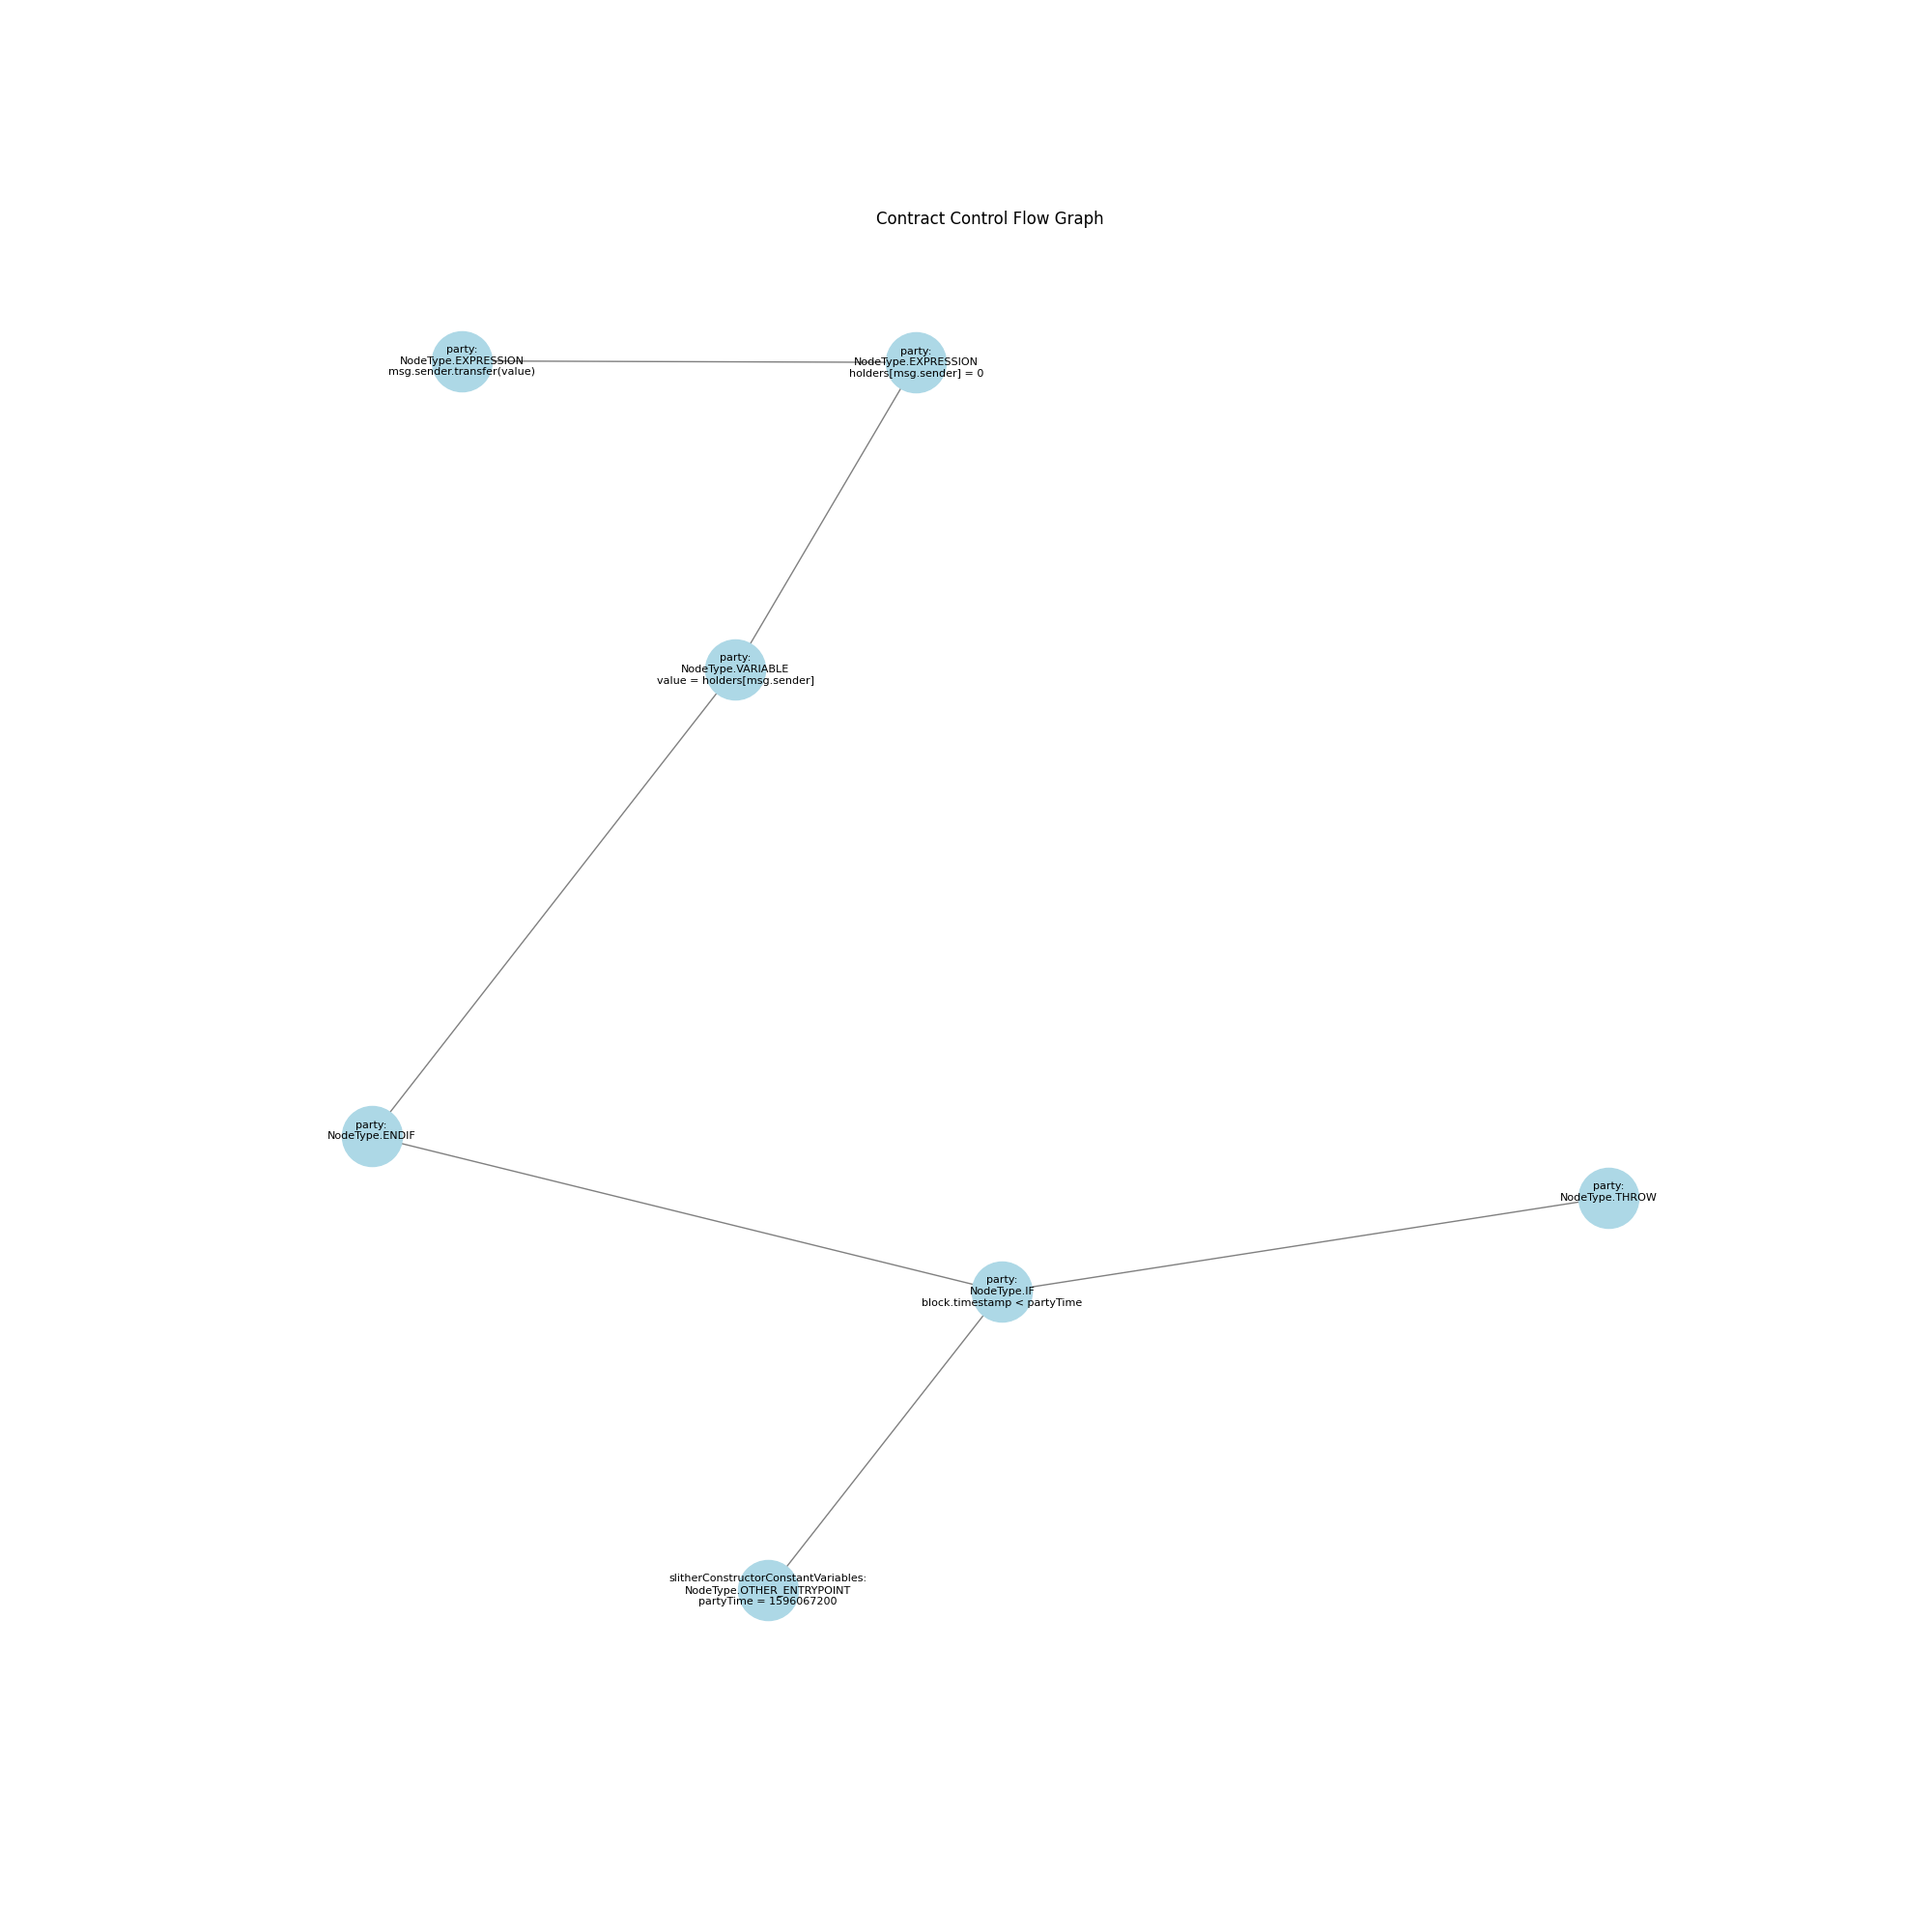 Contract Control Flow Graph
party:
NodeType.EXPRESSION
msg.sender.transfer(value)
party:
NodeType.EXPRESSION
holders[msg.sender] = 0
party:
NodeType.VARIABLE
value = holders[msg.sender]
party:
NodeType.ENDIF
party:
NodeType.THROW
party:
NodeType.IF
block.timestamp < partyTime
slitherConstructorConstantVariables:
NodeType.OTHER_ENTRYPOINT
partyTime = 1596067200